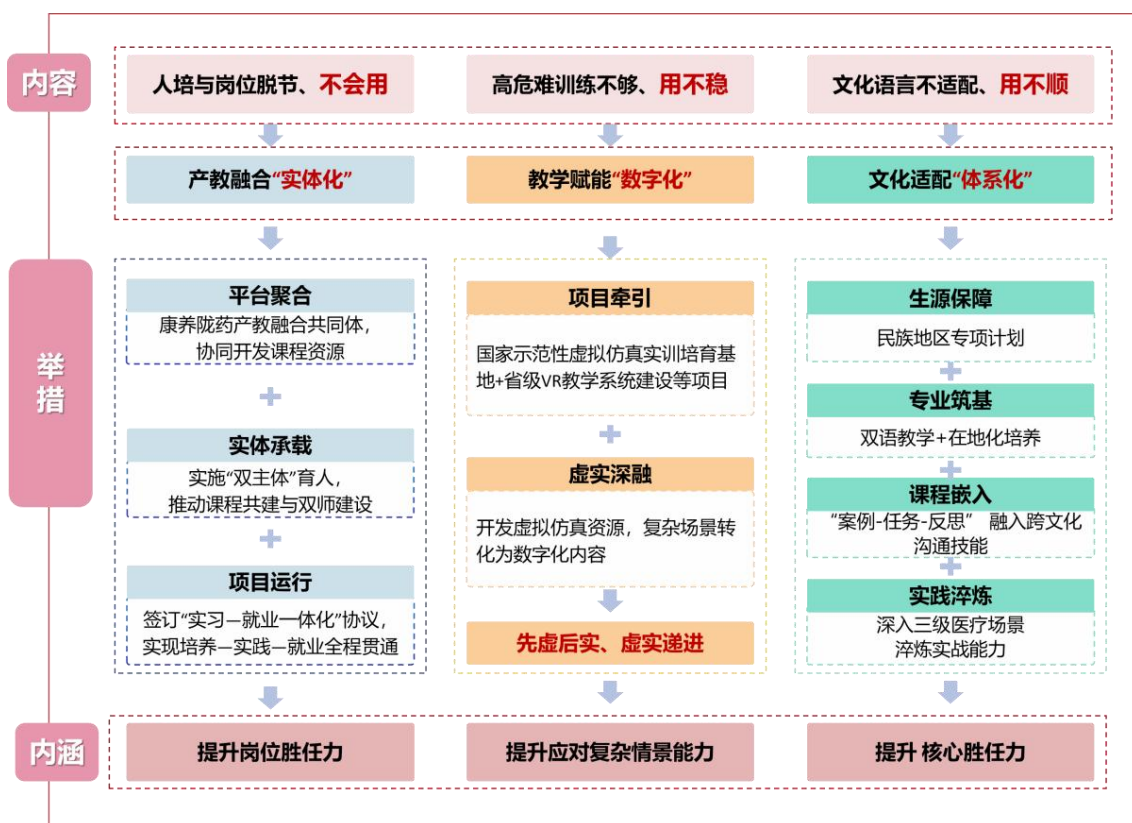 内容
人培与岗位脱节、不会用
高危难训练不够、用不稳
文化语言不适配、用不顺
产教融合“实体化”
教学赋能“数字化”
文化适配“体系化”
举措
平台聚合
康养陇药产教融合共同体，
协同开发课程资源
+
实体承载
实施“双主体”育人，
推动课程共建与双师建设
+
项目运行
签订“实习—就业一体化”协议，
实现培养—实践—就业全程贯通
项目牵引
国家示范性虚拟仿真实训培育基
地+省级VR教学系统建设等项目
+
虚实深融
开发虚拟仿真资源，复杂场景转
化为数字化内容
先虚后实、虚实递进
生源保障
民族地区专项计划
+
专业筑基
双语教学+在地化培养
+
课程嵌入
“案例-任务-反思” 融入跨文化
沟通技能
+
实践淬炼
深入三级医疗场景
淬炼实战能力
内涵
提升岗位胜任力
提升应对复杂情景能力
提升 核心胜任力